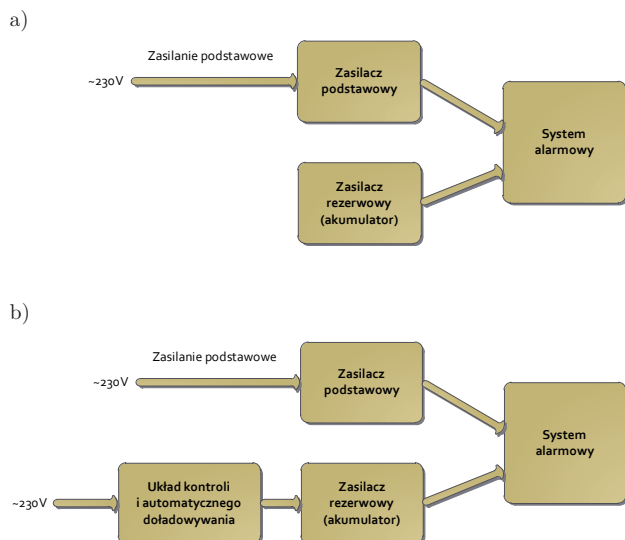 a)
Zasilanie podstawowe
~230V
Zasilacz
podstawowy
System
alarmowy
Zasilacz
rezerwowy
(akumulator)
b)
Zasilanie podstawowe
~230V
Zasilacz
podstawowy
System
alarmowy
~230V
Układ kontroli
i automatycznego
doładowywania
Zasilacz
rezerwowy
(akumulator)